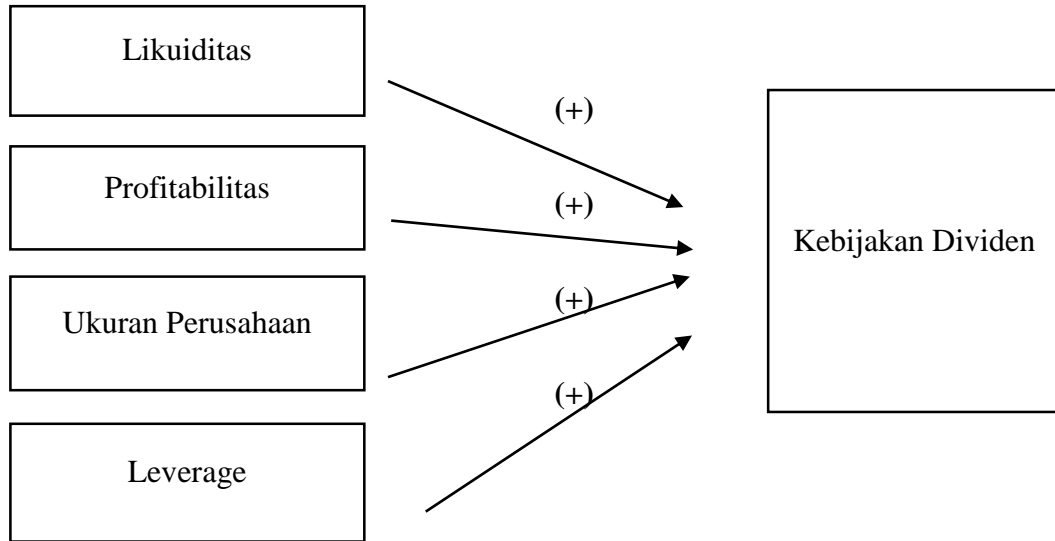 Likuiditas
(+)
Profitabilitas
(+)
Kebijakan Dividen
Ukuran Perusahaan
(+)
(+)
Leverage